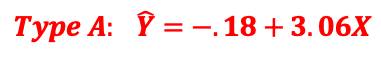 Type A: Ŷ = −. 18 + 3. 06X